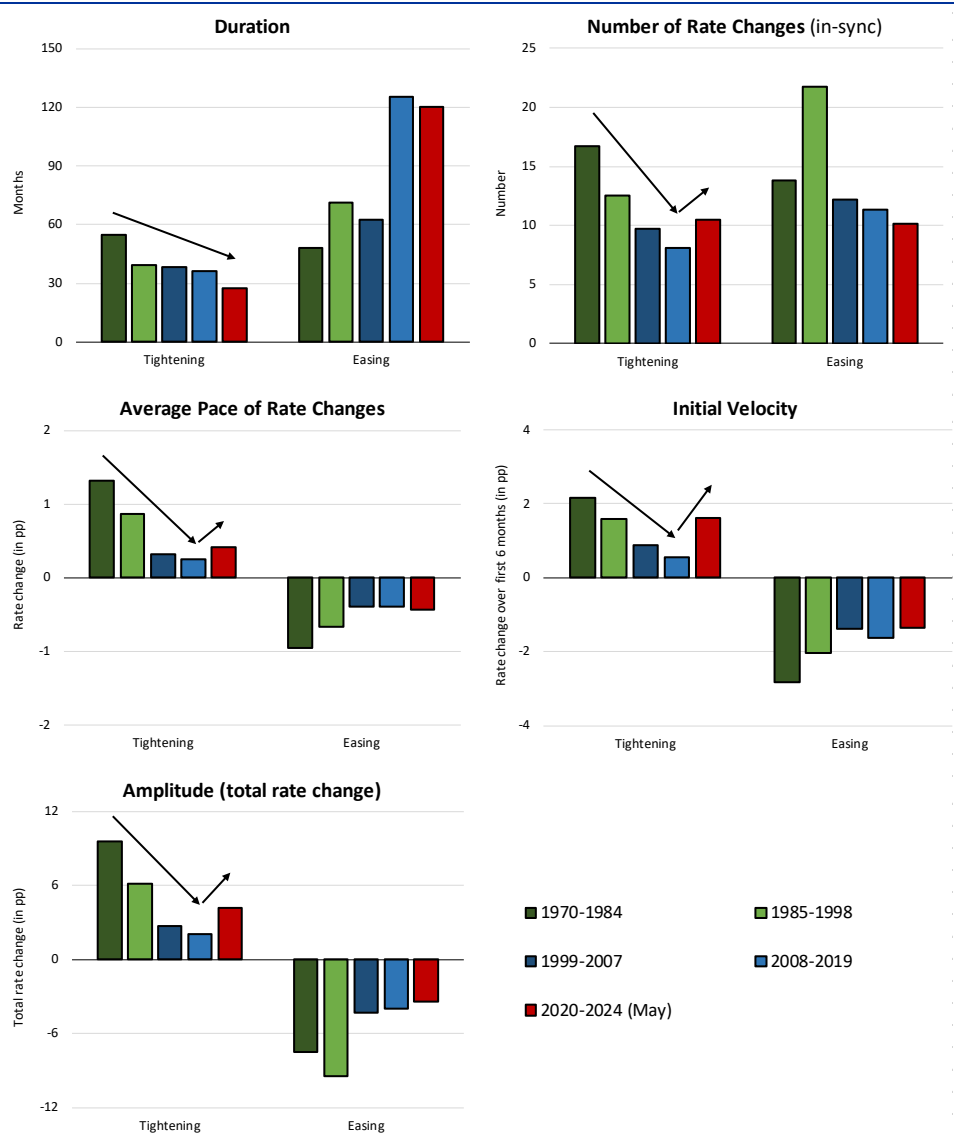 Duration
150
120
90
60
30
0
Months
Tightening
Easing
Number of Rate Changes (in-sync)
25
20
15
10
5
0
Number
Tightening
Easing
Average Pace of Rate Changes
2
1
0
-1
-2
Rate change (in pp)
Tightening
Easing
Initial Velocity
4
2
0
-2
-4
Rate change over first 6 months (in pp)
Tightening
Easing
Amplitude (total rate change)
12
6
0
-6
-12
Total rate change (in pp)
Tightening
Easing
1970-1984
1985-1998
1999-2007
2008-2019
2020-2024 (May)